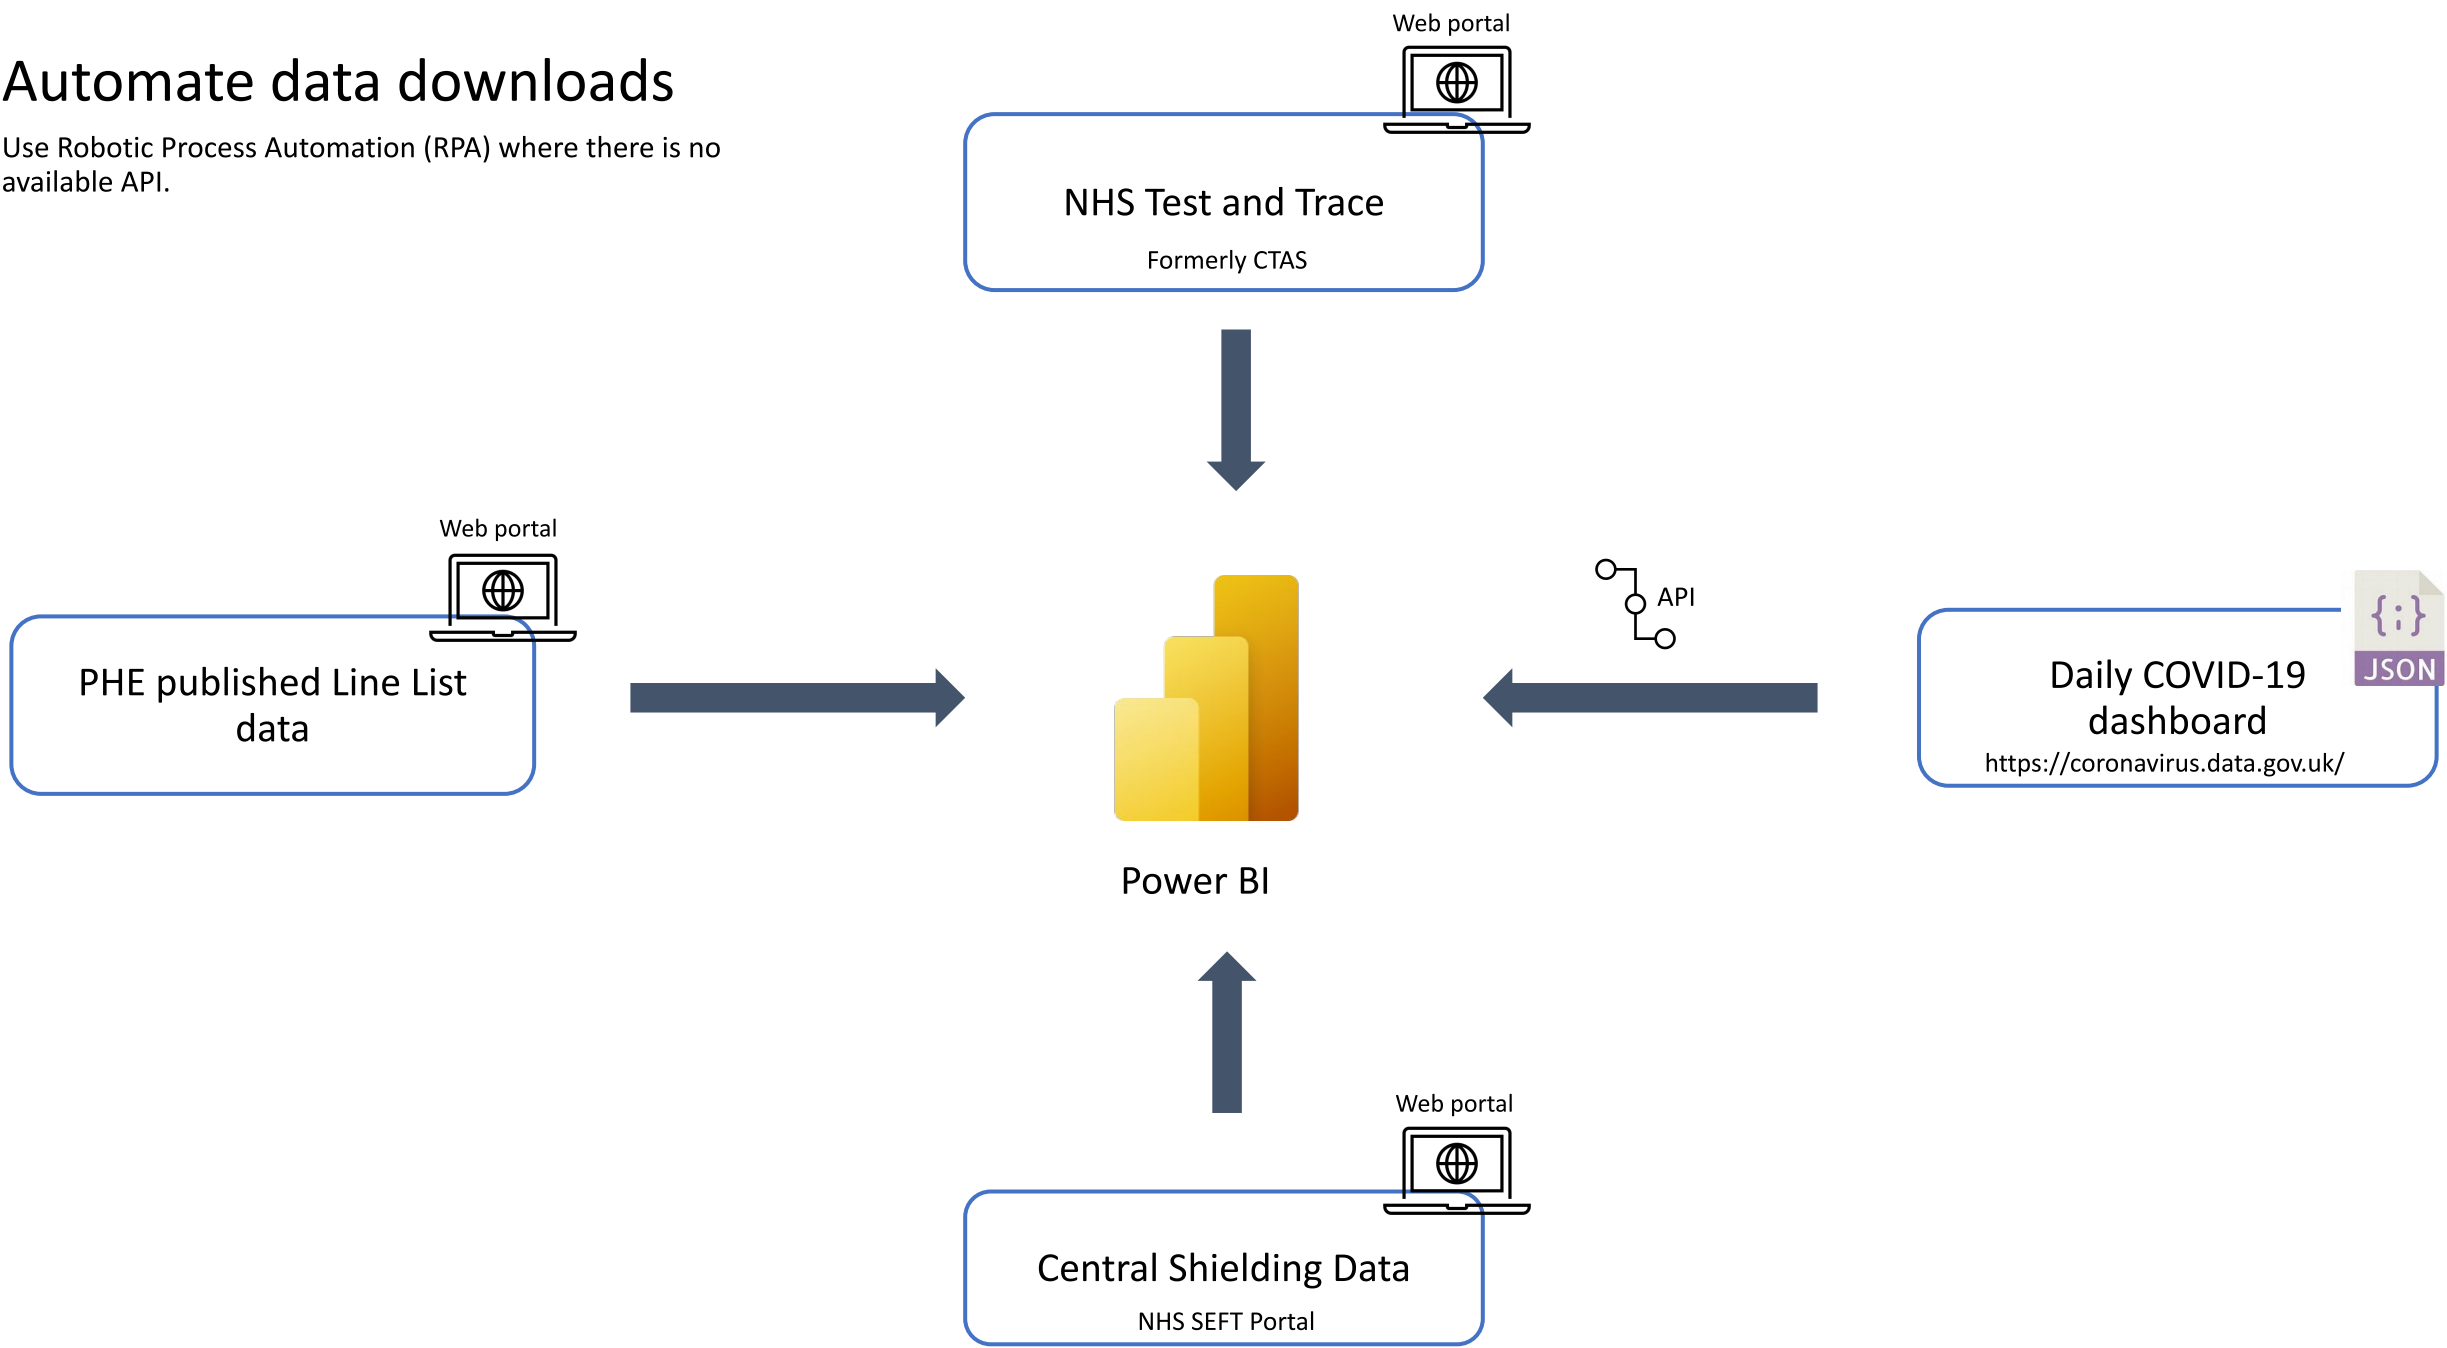 Automate data downloads
Use Robotic Process Automation (RPA) where there is no
available API.
Web portal
NHS Test and Trace
Formerly CTAS
Web portal
PHE published Line List
data
Power BI
API
{;}
JSON
Daily COVID-19
dashboard
https://coronavirus.data.gov.uk/
Web portal
Central Shielding Data
NHS SEFT Portal